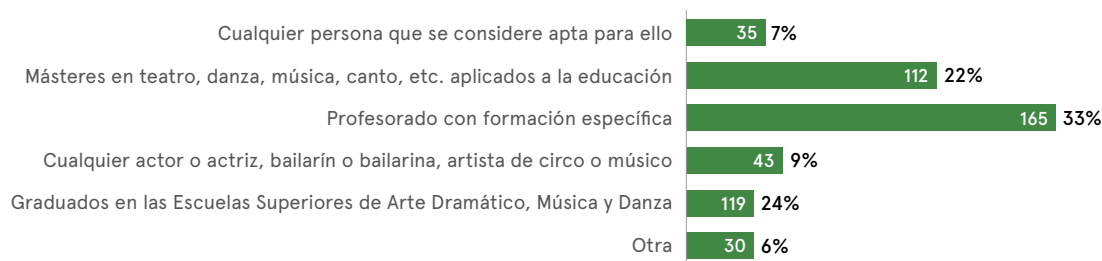 Cualquier persona que se considere apta para ello 35 7%
Másteres en teatro, danza, música, canto, etc. aplicados a la educación 112 22%
Profesorado con formación específica 165 33%
Cualquier actor o actriz, bailarín o bailarina, artista de circo o músico 43 9%
Graduados en las Escuelas Superiores de Arte Dramático, Música y Danza 119 24%
Otra 30 6%